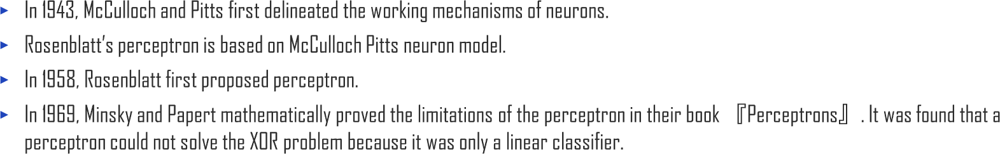 ▸ In 1943, McCulloch and Pitts first delineated the working mechanisms of neurons.
▸ Rosenblatt's perceptron is based on McCulloch Pitts neuron model.
▸ In 1958, Rosenblatt first proposed perceptron.
▸ In 1969, Minsky and Papert mathematically proved the limitations of the perceptron in their book 『Perceptrons』 . It was found that a
perceptron could not solve the XOR problem because it was only a linear classifier.